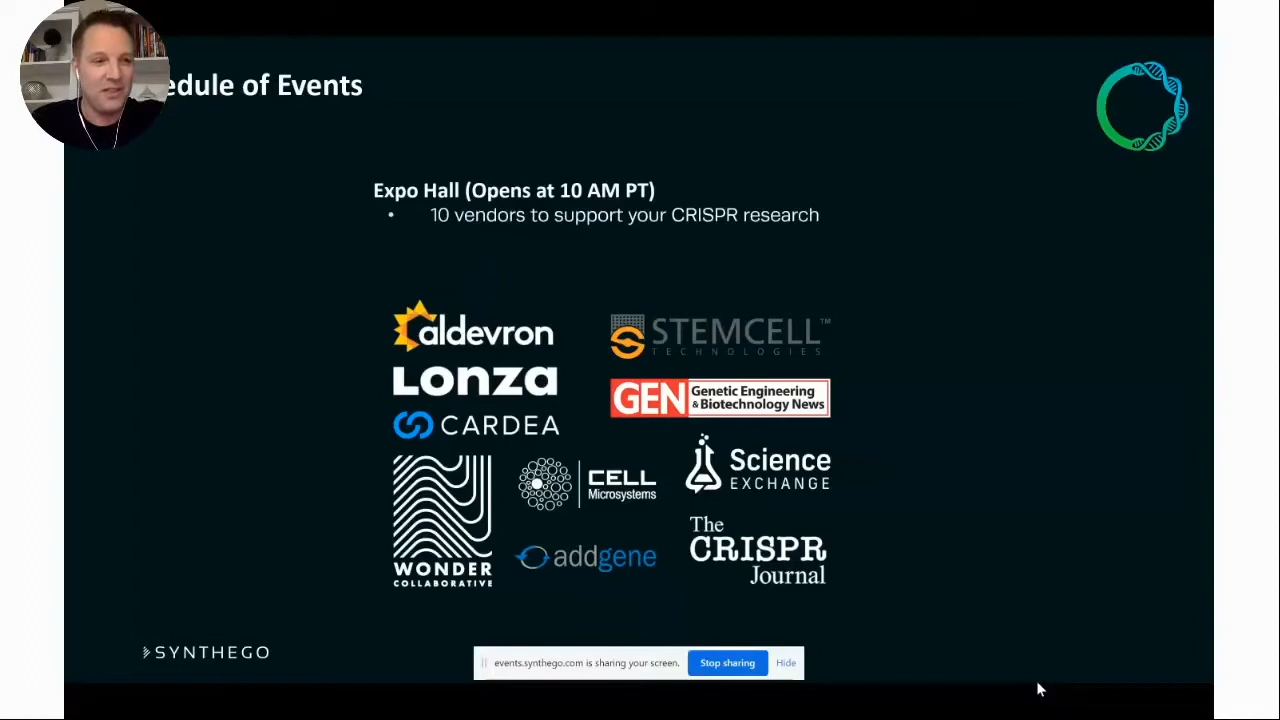 edule of Events
Expo Hall (Opens at 10 AM PT)
• 10 vendors to support your CRISPR research
aldevron
STEMCELL™
TECHNOLOGIES
Lonza
GEN Genetic Engineering
& Biotechnology News
CARDEA
CELL
Microsystems
Science
EXCHANGE
WONDER
COLLABORATIVE
addgene
The
CRISPR
Journal
SYNTHEGO
events.synthego.com is sharing your screen. Stop sharing Hide